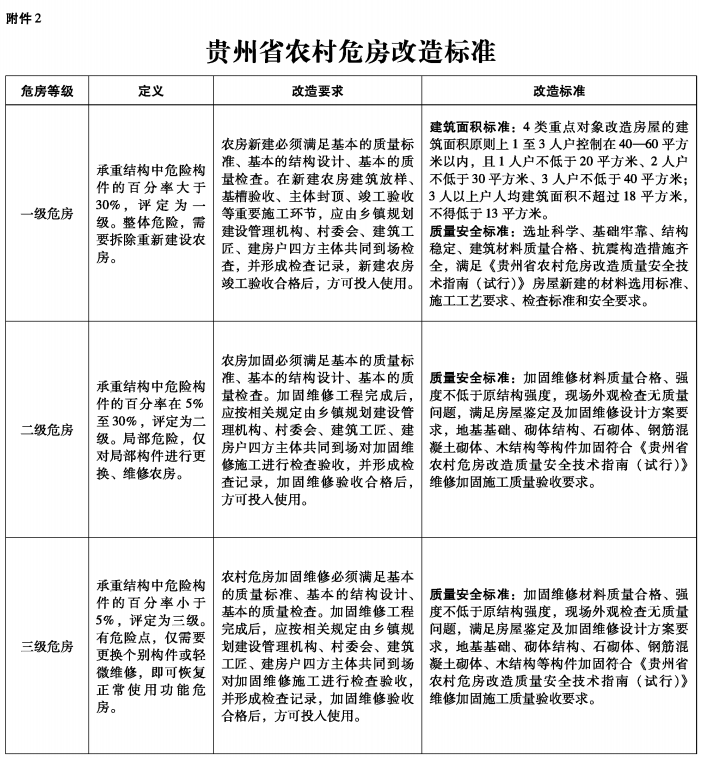 附件2
贵州省农村危房改造标准
危房等级
定义
改造要求
改造标准
一级危房
承重结构中危险构
件的百分率大于
30%，评定为一
级。整体危险，需
要拆除重新建设农
房。
农房新建必须满足基本的质量标
准、基本的结构设计、基本的质
量检查。在新建农房建筑放样、
基槽验收、主体封顶、竣工验收
等重要施工环节，应由乡镇规划
建设管理机构、村委会、建筑工
匠、建房户四方主体共同到场检
查，并形成检查记录，新建农房
竣工验收合格后，方可投入使用。
建筑面积标准：4类重点对象改造房屋的建
筑面积原则上1至3人户控制在40—60平方
米以内，且1人户不低于20平方米、2人户
不低于30平方米、3人户不低于40平方米；
3人以上户人均建筑面积不超过18平方米，
不得低于13平方米。
质量安全标准：选址科学、基础牢靠、结构
稳定、建筑材料质量合格、抗震构造措施齐
全，满足《贵州省农村危房改造质量安全技
术指南（试行）》房屋新建的材料选用标准、
施工工艺要求、检查标准和安全要求。
二级危房
承重结构中危险构
件的百分率在5%
至30%，评定为二
级。局部危险，仅
对局部构件进行更
换、维修农房。
农房加固必须满足基本的质量标
准、基本的结构设计、基本的质
量检查。加固维修工程完成后，
应按相关规定由乡镇规划建设管
理机构、村委会、建筑工匠、建
房户四方主体共同到场对加固维
修施工进行检查验收，并形成检
查记录，加固维修验收合格后，
方可投入使用。
质量安全标准：加固维修材料质量合格、强
度不低于原结构强度，现场外观检查无质量
问题，满足房屋鉴定及加固维修设计方案要
求，地基基础、砌体结构、石砌体、钢筋混
凝土砌体、木结构等构件加固符合《贵州省
农村危房改造质量安全技术指南（试行）》
维修加固施工质量验收要求。
三级危房
承重结构中危险构
件的百分率小于
5%，评定为三级。
有危险点，仅需要
更换个别构件或轻
微维修，即可恢复
正常使用功能危
房。
农村危房加固维修必须满足基本
的质量标准、基本的结构设计、
基本的质量检查。加固维修工程
完成后，应按相关规定由乡镇规
划建设管理机构、村委会、建筑
工匠、建房户四方主体共同到场
对加固维修施工进行检查验收，
并形成检查记录，加固维修验收
合格后，方可投入使用。
质量安全标准：加固维修材料质量合格、强
度不低于原结构强度，现场外观检查无质量
问题，满足房屋鉴定及加固维修设计方案要
求，地基基础、砌体结构、石砌体、钢筋混
凝土砌体、木结构等构件加固符合《贵州省
农村危房改造质量安全技术指南（试行）》
维修加固施工质量验收要求。